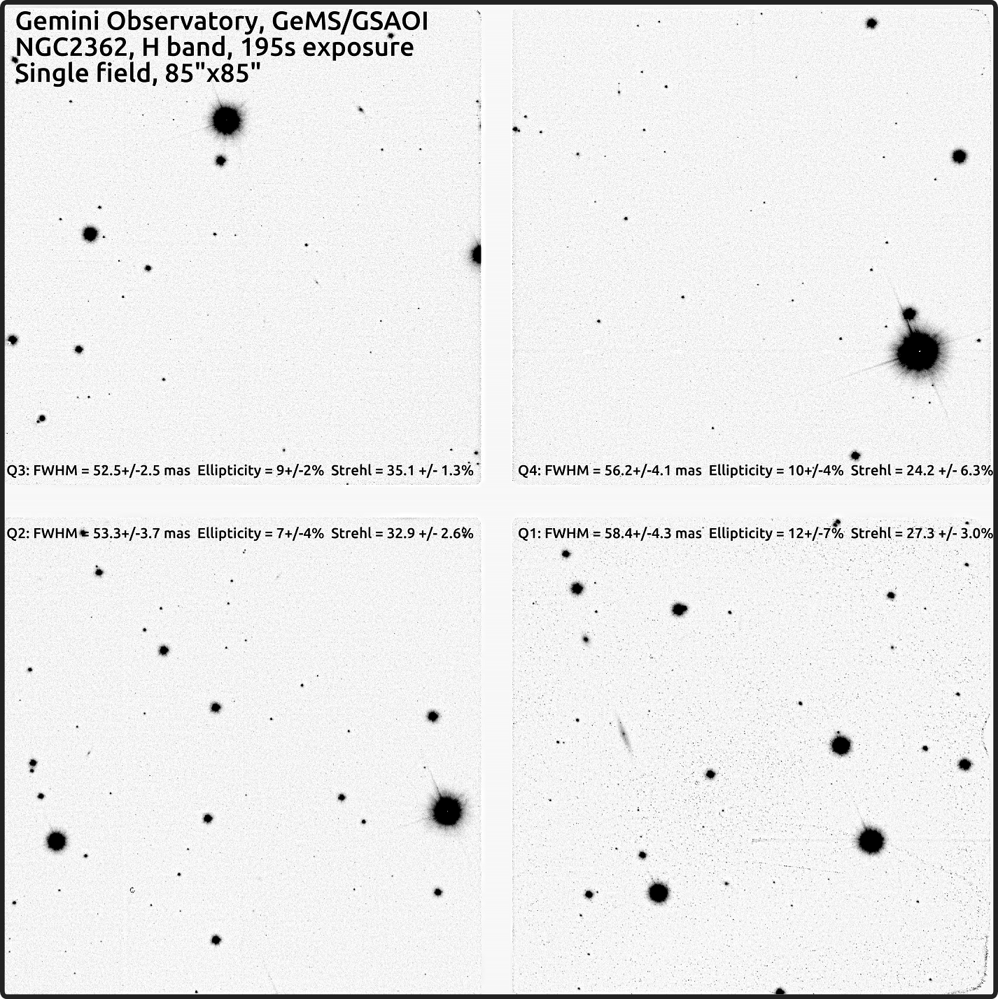 Gemini Observatory, GeMS/GSAOI
NGC2362, H band, 195s exposure
Single field, 85"x85"
Q3: FWHM = 52.5+/-2.5 mas Ellipticity = 9+/-2% Strehl = 35.1 +/- 1.3%
Q4: FWHM = 56.2+/-4.1 mas Ellipticity = 10+/-4% Strehl = 24.2 +/- 6.3%
Q2: FWHM = 53.3+/-3.7 mas Ellipticity = 7+/-4% Strehl = 32.9 +/- 2.6%
Q1: FWHM = 58.4+/-4.3 mas Ellipticity = 12+/-7% Strehl = 27.3 +/- 3.0%